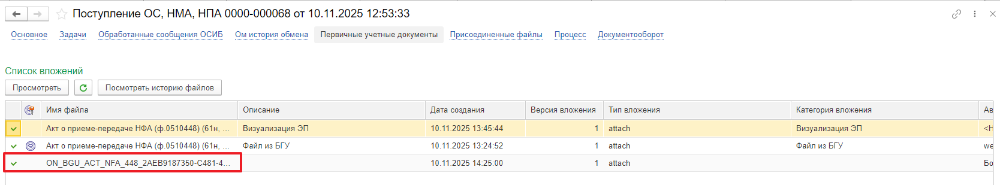 Поступление ОС, НМА, НПА 0000-000068 от 10.11.2025 12:53:33
Основное Задачи Обработанные сообщения ОСИБ Ом история обмена Первичные учетные документы Присоединенные файлы Процесс Документооборот
Список вложений
Просмотреть Посмотреть историю файлов
Имя файла Описание Дата создания Версия вложения Тип вложения Категория вложения Ав
Акт о приеме-передаче НФА (ф.0510448) (61н, ... Визуализация ЭП 10.11.2025 13:45:44 1 attach Визуализация ЭП <Н
Акт о приеме-передаче НФА (ф.0510448) (61н, ... Файл из БГУ 10.11.2025 13:24:52 1 attach Файл из БГУ we
ON_BGU_ACT_NFA_448_2AEB9187350-C481-4... 10.11.2025 14:25:00 1 attach Бо